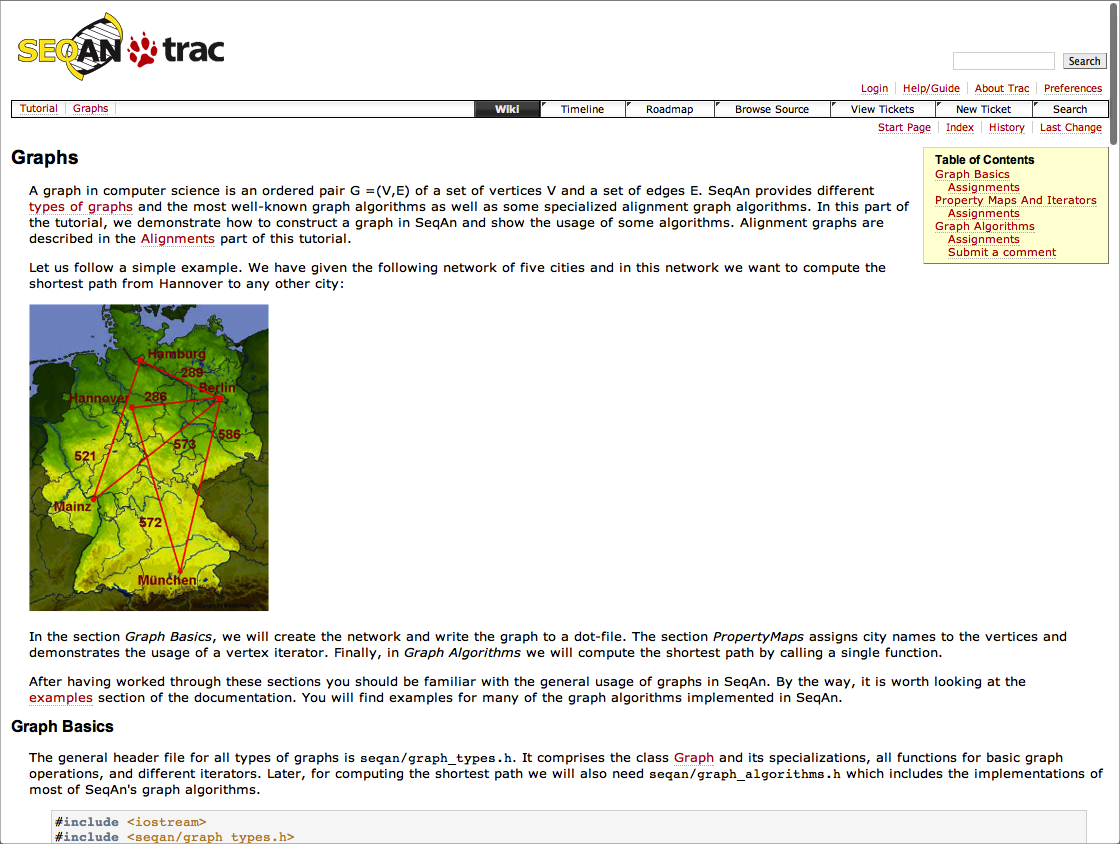 SEQAN trac
Search
Login Help/Guide About Trac Preferences
Tutorial Graphs Wiki Timeline Roadmap Browse Source View Tickets New Ticket Search
Start Page Index History Last Change
Graphs
Table of Contents
Graph Basics
Assignments
Property Maps And Iterators
Assignments
Graph Algorithms
Assignments
Submit a comment
A graph in computer science is an ordered pair G =(V,E) of a set of vertices V and a set of edges E. SeqAn provides different
types of graphs and the most well-known graph algorithms as well as some specialized alignment graph algorithms. In this part of
the tutorial, we demonstrate how to construct a graph in SeqAn and show the usage of some algorithms. Alignment graphs are
described in the Alignments part of this tutorial.
Let us follow a simple example. We have given the following network of five cities and in this network we want to compute the
shortest path from Hannover to any other city:
Hamburg
289
Berlin
Hannover 286
586
573
521
Mainz
572
München
In the section Graph Basics, we will create the network and write the graph to a dot-file. The section PropertyMaps assigns city names to the vertices and
demonstrates the usage of a vertex iterator. Finally, in Graph Algorithms we will compute the shortest path by calling a single function.
After having worked through these sections you should be familiar with the general usage of graphs in SeqAn. By the way, it is worth looking at the
examples section of the documentation. You will find examples for many of the graph algorithms implemented in SeqAn.
Graph Basics
The general header file for all types of graphs is seqan/graph_types.h. It comprises the class Graph and its specializations, all functions for basic graph
operations, and different iterators. Later, for computing the shortest path we will also need seqan/graph_algorithms.h which includes the implementations of
most of SeqAn's graph algorithms.
#include <iostream>
#include <seqan/graph_types.h>